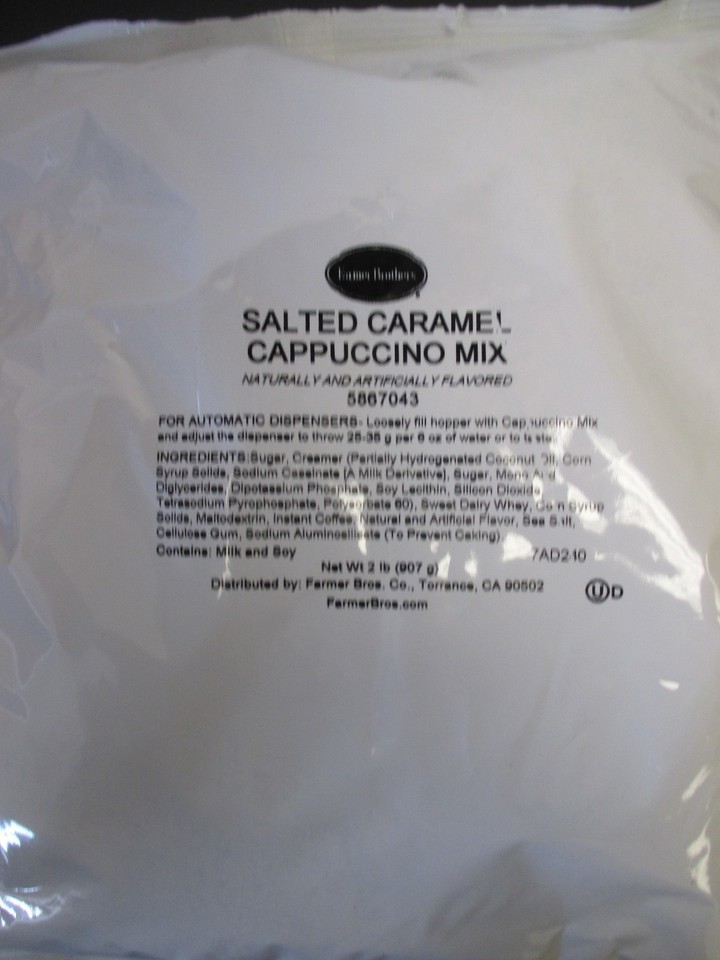 Farmer Brothers
SALTED CARAMEL
CAPPUCCINO MIX
NATURALLY AND ARTIFICIALLY FLAVORED
5867043
FOR AUTOMATIC DISPENSERS- Loosely fill hopper with Cappuccino Mix
and adjust the dispenser to throw 25-35 g per 6 oz of water or to taste.
INGREDIENTS:Sugar, Creamer (Partially Hydrogenated Coconut Oil, Corn
Syrup Solids, Sodium Caseinate [A Milk Derivative], Sugar, Mono And
Diglycerides, Dipotassium Phosphate, Soy Lecithin, Silicon Dioxide,
Tetrasodium Pyrophosphate, Polysorbate 60), Sweet Dairy Whey, Corn Syrup
Solids, Maltodextrin, Instant Coffee, Natural and Artificial Flavor, Sea Salt,
Cellulose Gum, Sodium Aluminosilicate (To Prevent Caking).
Contains: Milk and Soy 7AD210
Net Wt 2 lb (907 g)
Distributed by: Farmer Bros. Co., Torrance, CA 90502
UD
FarmerBros.com